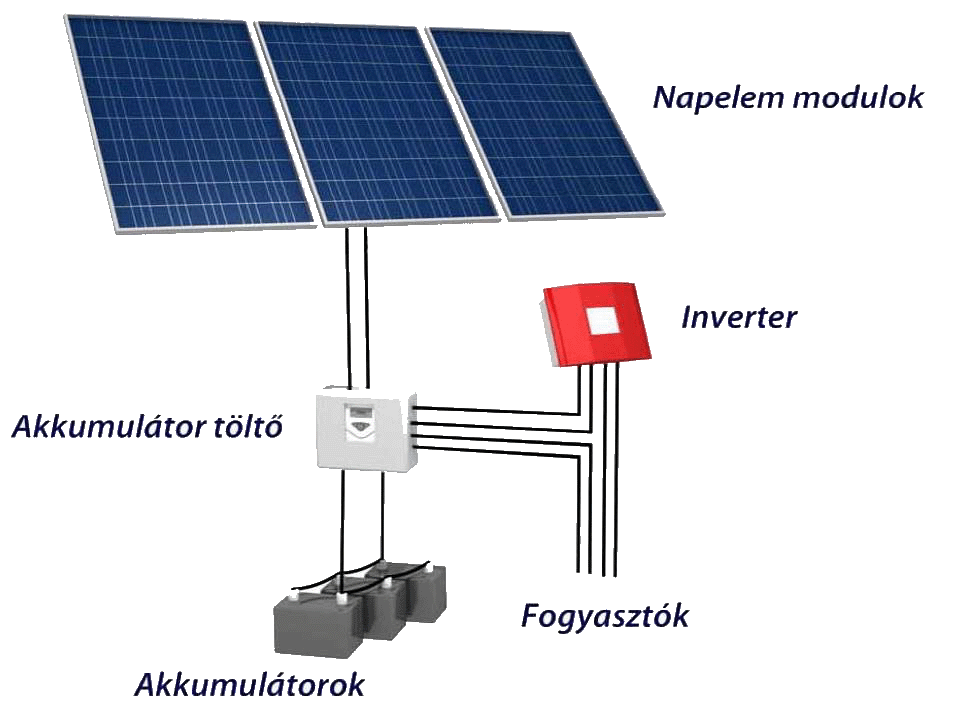 Napelem modulok
Inverter
Akkumulátor töltő
Fogyasztók
Akkumulátorok